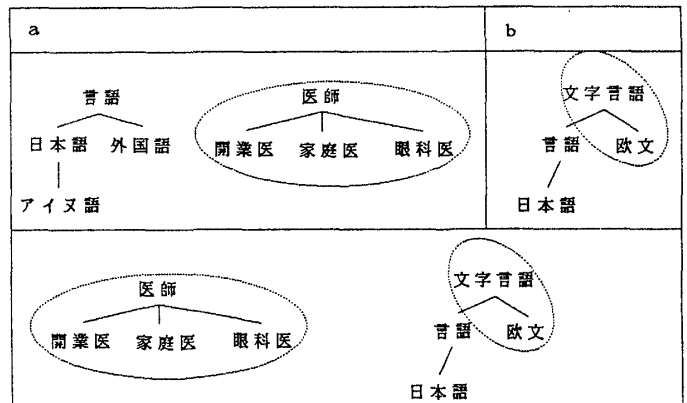 a
b
言語
医師
文字言語
日本語 外国語
開業医 家庭医 眼科医
言語 欧文
アイヌ語
日本語
医師
文字言語
開業医 家庭医 眼科医
言語 欧文
日本語